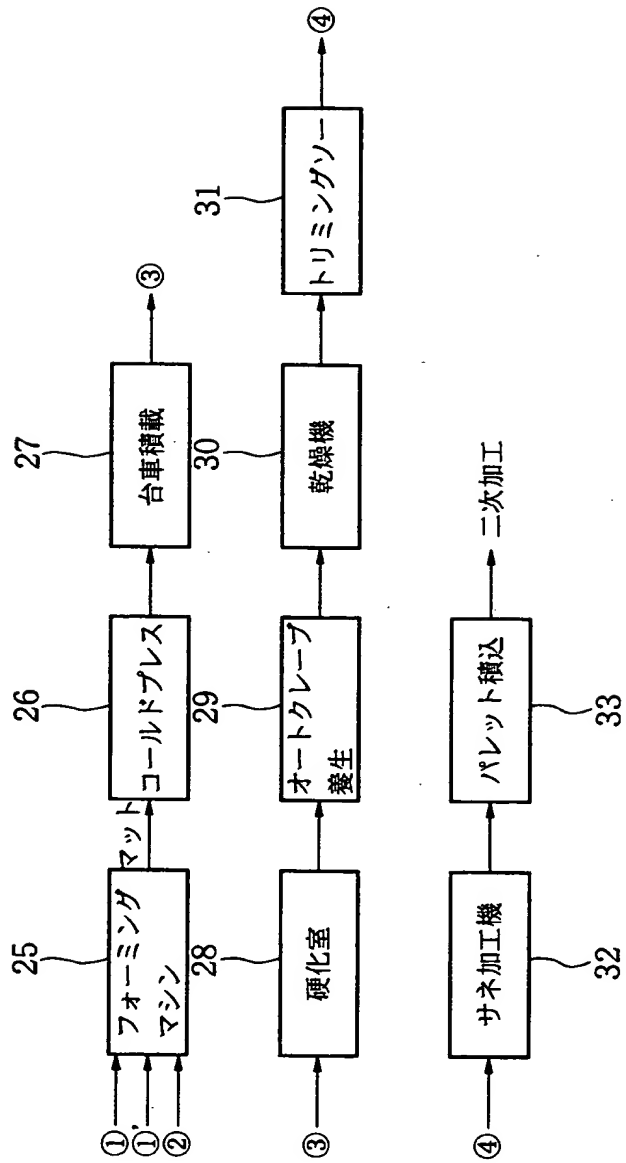 25
26
27
①
①'
②
フォーミング
マシン
マット
コールドプレス
台車積載
③
28
29
30
31
③
硬化室
オートクレーブ
養生
乾燥機
トリミングソー
④
④
サネ加工機
パレット積込
二次加工
32
33